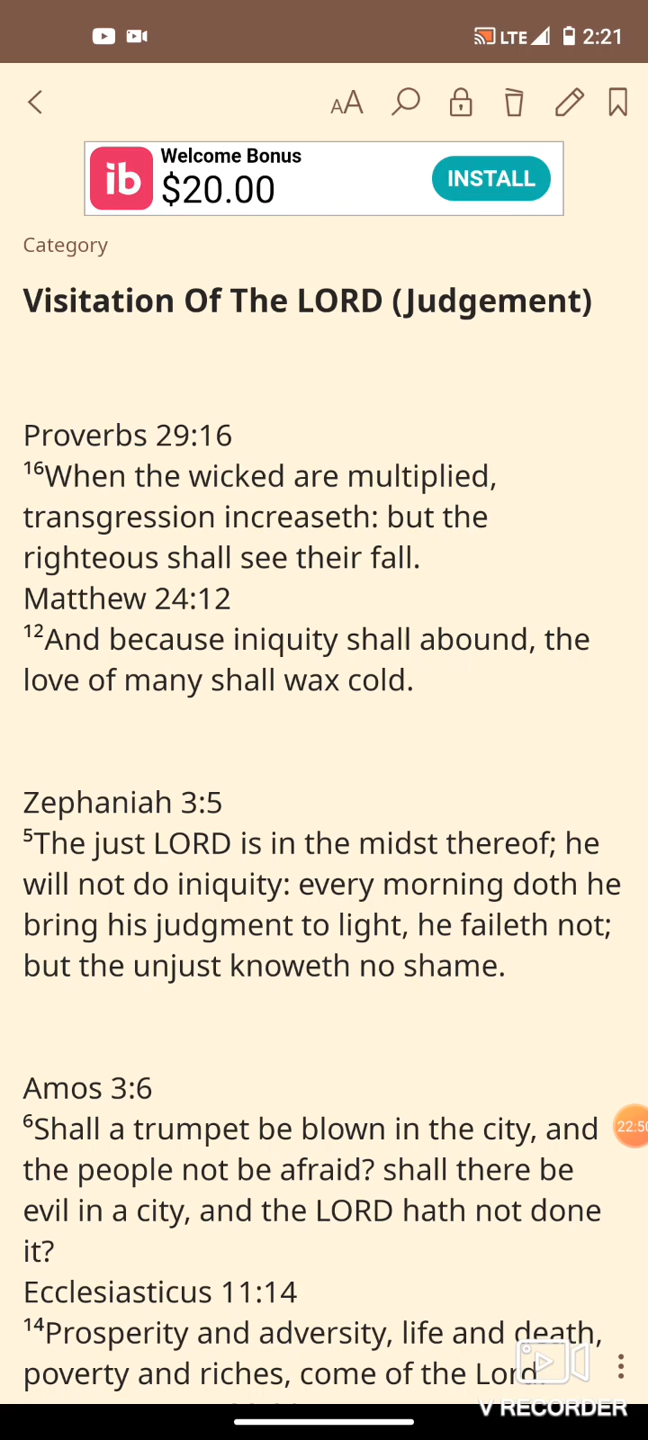 LTE 2:21
AA
ib Welcome Bonus
$20.00
INSTALL
Category
Visitation Of The LORD (Judgement)
Proverbs 29:16
16When the wicked are multiplied,
transgression increaseth: but the
righteous shall see their fall.
Matthew 24:12
12And because iniquity shall abound, the
love of many shall wax cold.
Zephaniah 3:5
5The just LORD is in the midst thereof; he
will not do iniquity: every morning doth he
bring his judgment to light, he faileth not;
but the unjust knoweth no shame.
Amos 3:6
6Shall a trumpet be blown in the city, and
22:50
the people not be afraid? shall there be
evil in a city, and the LORD hath not done
it?
Ecclesiasticus 11:14
14Prosperity and adversity, life and death,
poverty and riches, come of the Lord.
V RECORDER